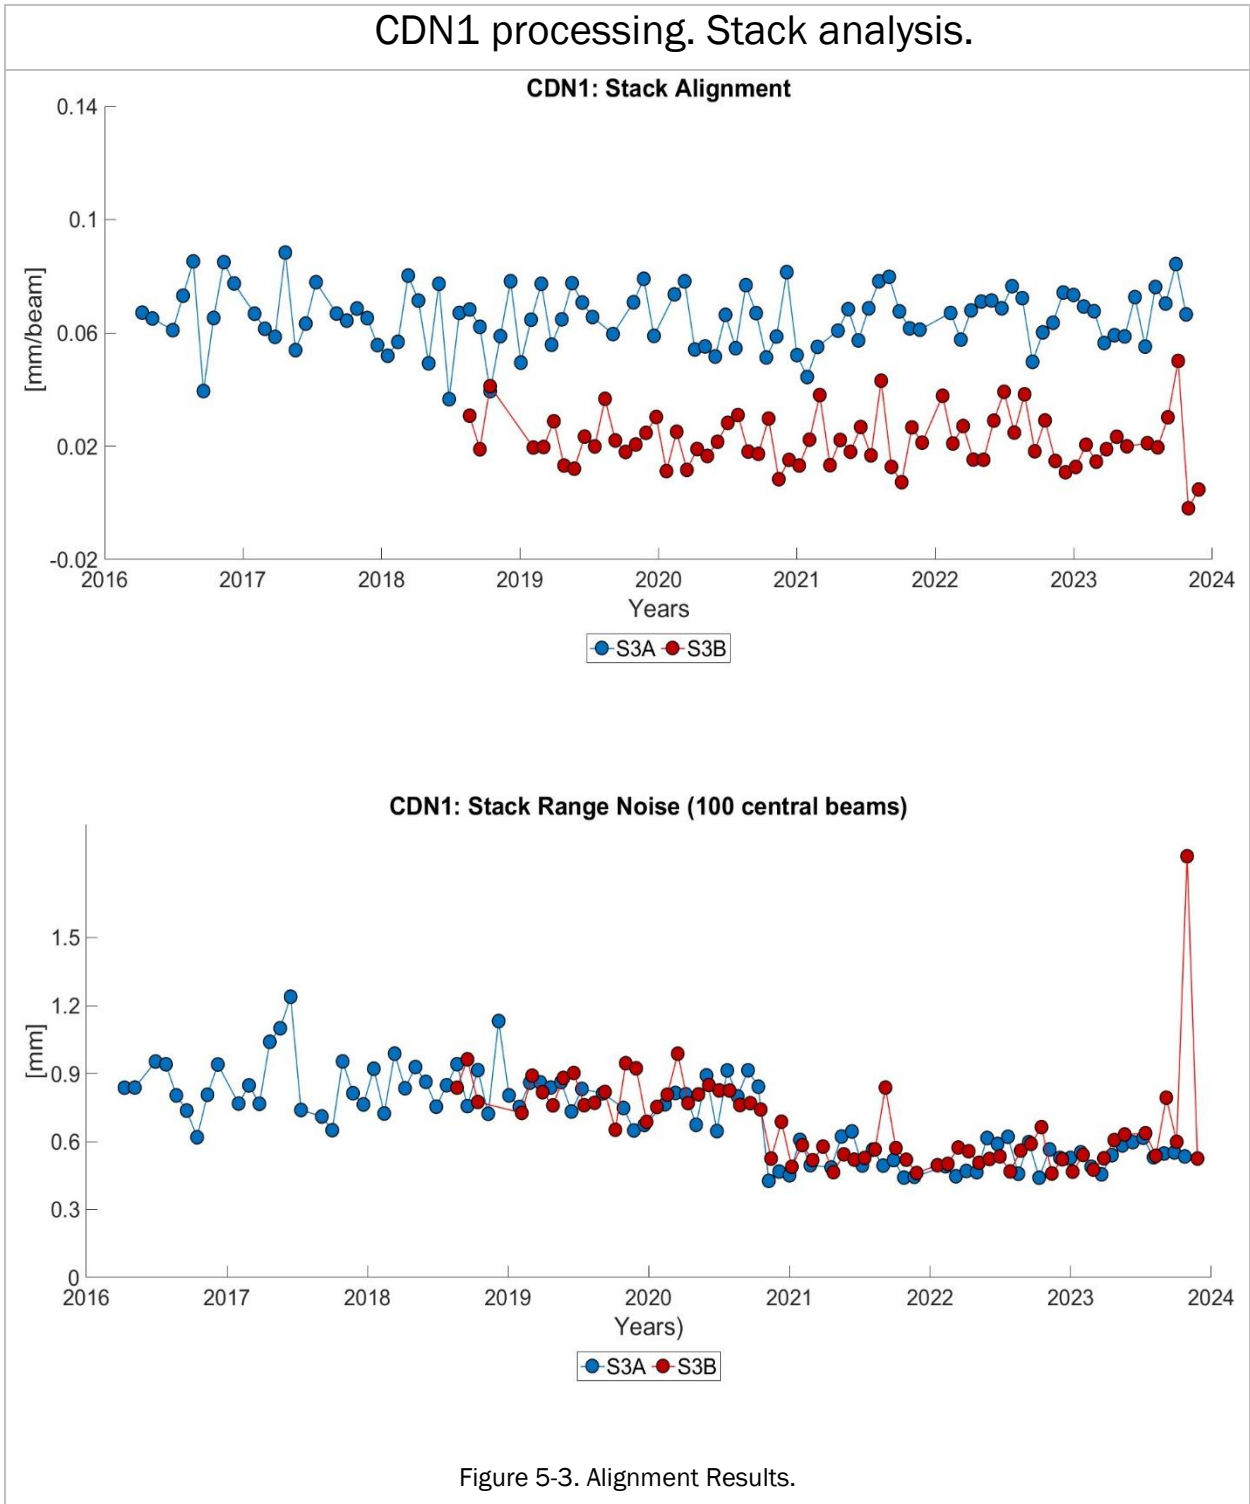 CDN1 processing. Stack analysis.
CDN1: Stack Alignment
0.14
0.1
0.06
0.02
-0.02
[mm/beam]
2016 2017 2018 2019 2020 2021 2022 2023 2024
Years
S3A S3B
CDN1: Stack Range Noise (100 central beams)
1.5
1.2
0.9
0.6
0.3
0
[mm]
2016 2017 2018 2019 2020 2021 2022 2023 2024
Years)
S3A S3B
Figure 5-3. Alignment Results.